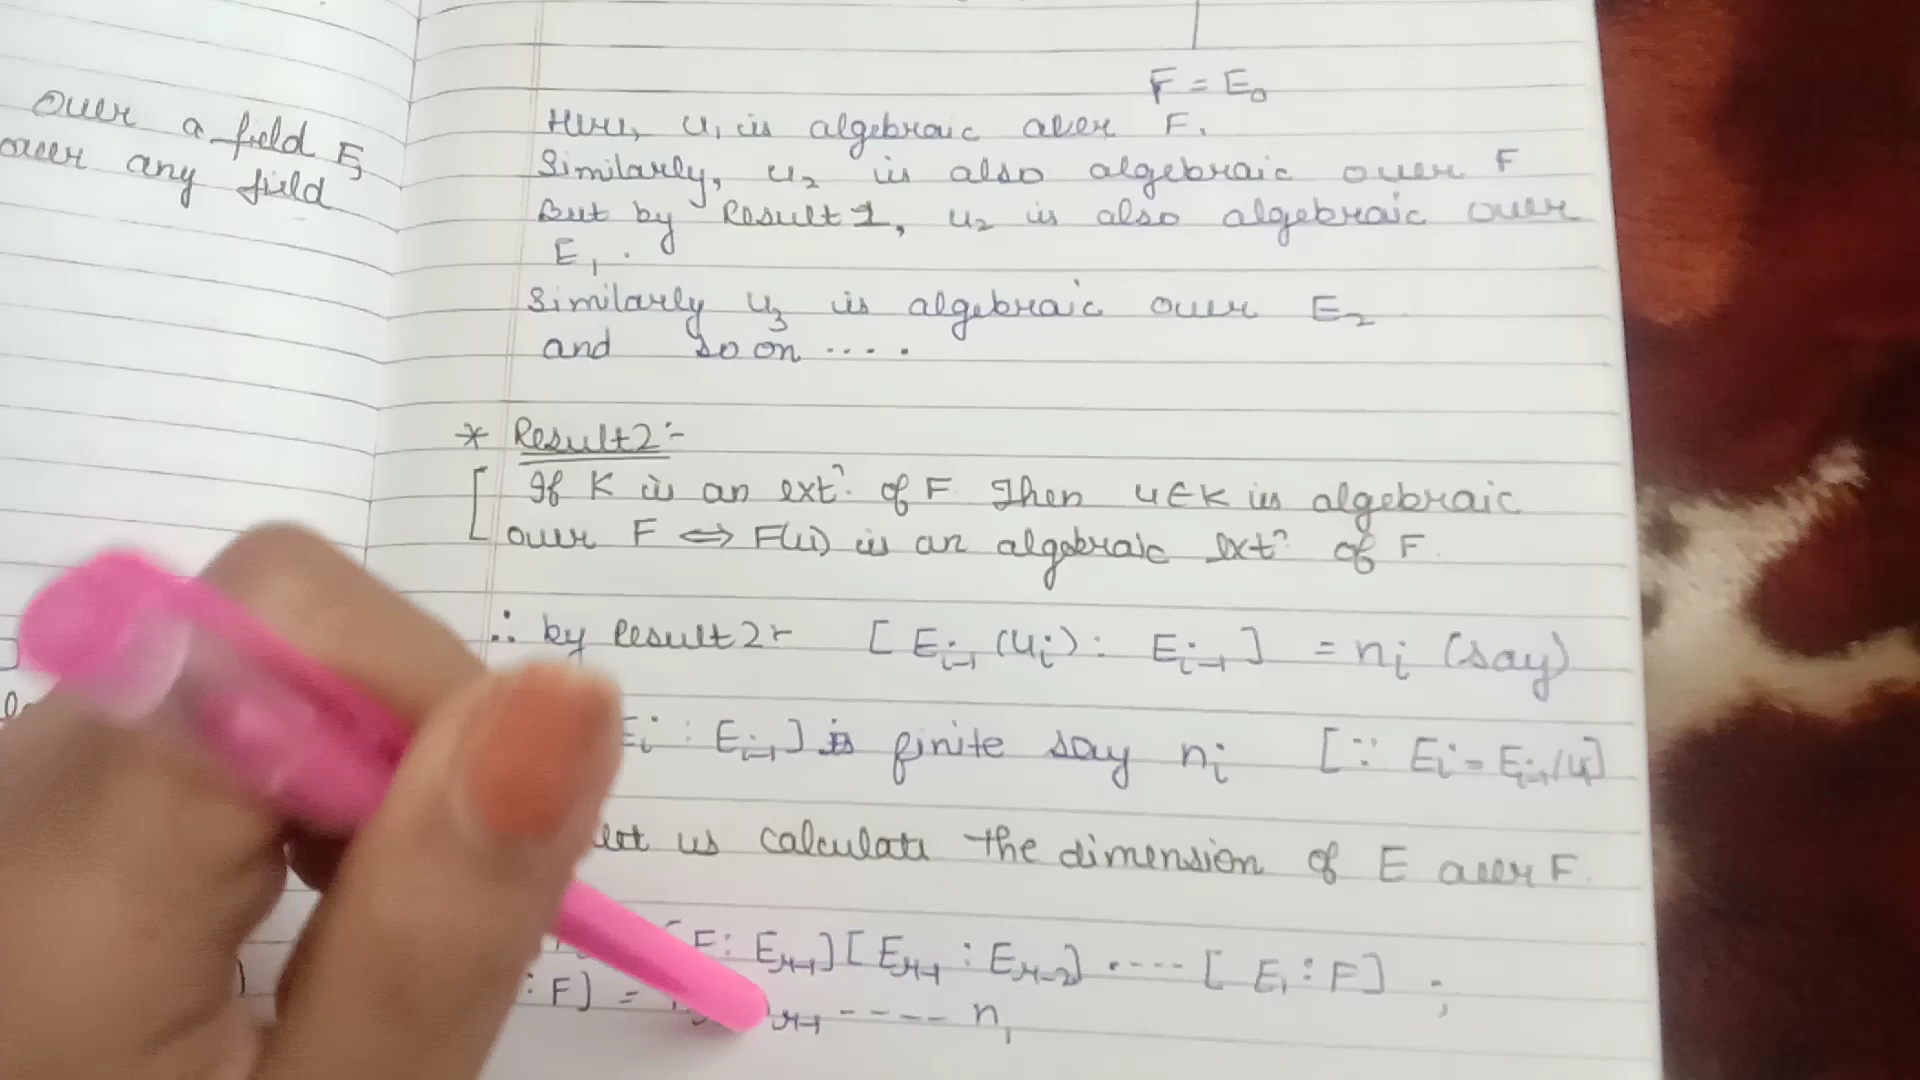 over a field F,
over any field
F = E₀
Here, u₁ is algebraic over F.
Similarly, u₂ is also algebraic over F
But by Result 1, u₂ is also algebraic over
E₁.
Similarly u₃ is algebraic over E₂
and so on ....
* Result 2:-
If K is an extⁿ. of F Then u∈K is algebraic
over F ⇔ F(u) is an algebraic extⁿ of F.
∴ by Result 2:- [Eᵢ₋₁(uᵢ) : Eᵢ₋₁] = nᵢ (say)
Eᵢ : Eᵢ₋₁] is finite say nᵢ [∵ Eᵢ = Eᵢ₋₁(uᵢ)]
let us calculate the dimension of E over F.
[E : Eᵣ₋₁] [Eᵣ₋₁ : Eᵣ₋₂] .... [E₁ : F] ;
: F] = ᵣ₋₁ ---- n₁